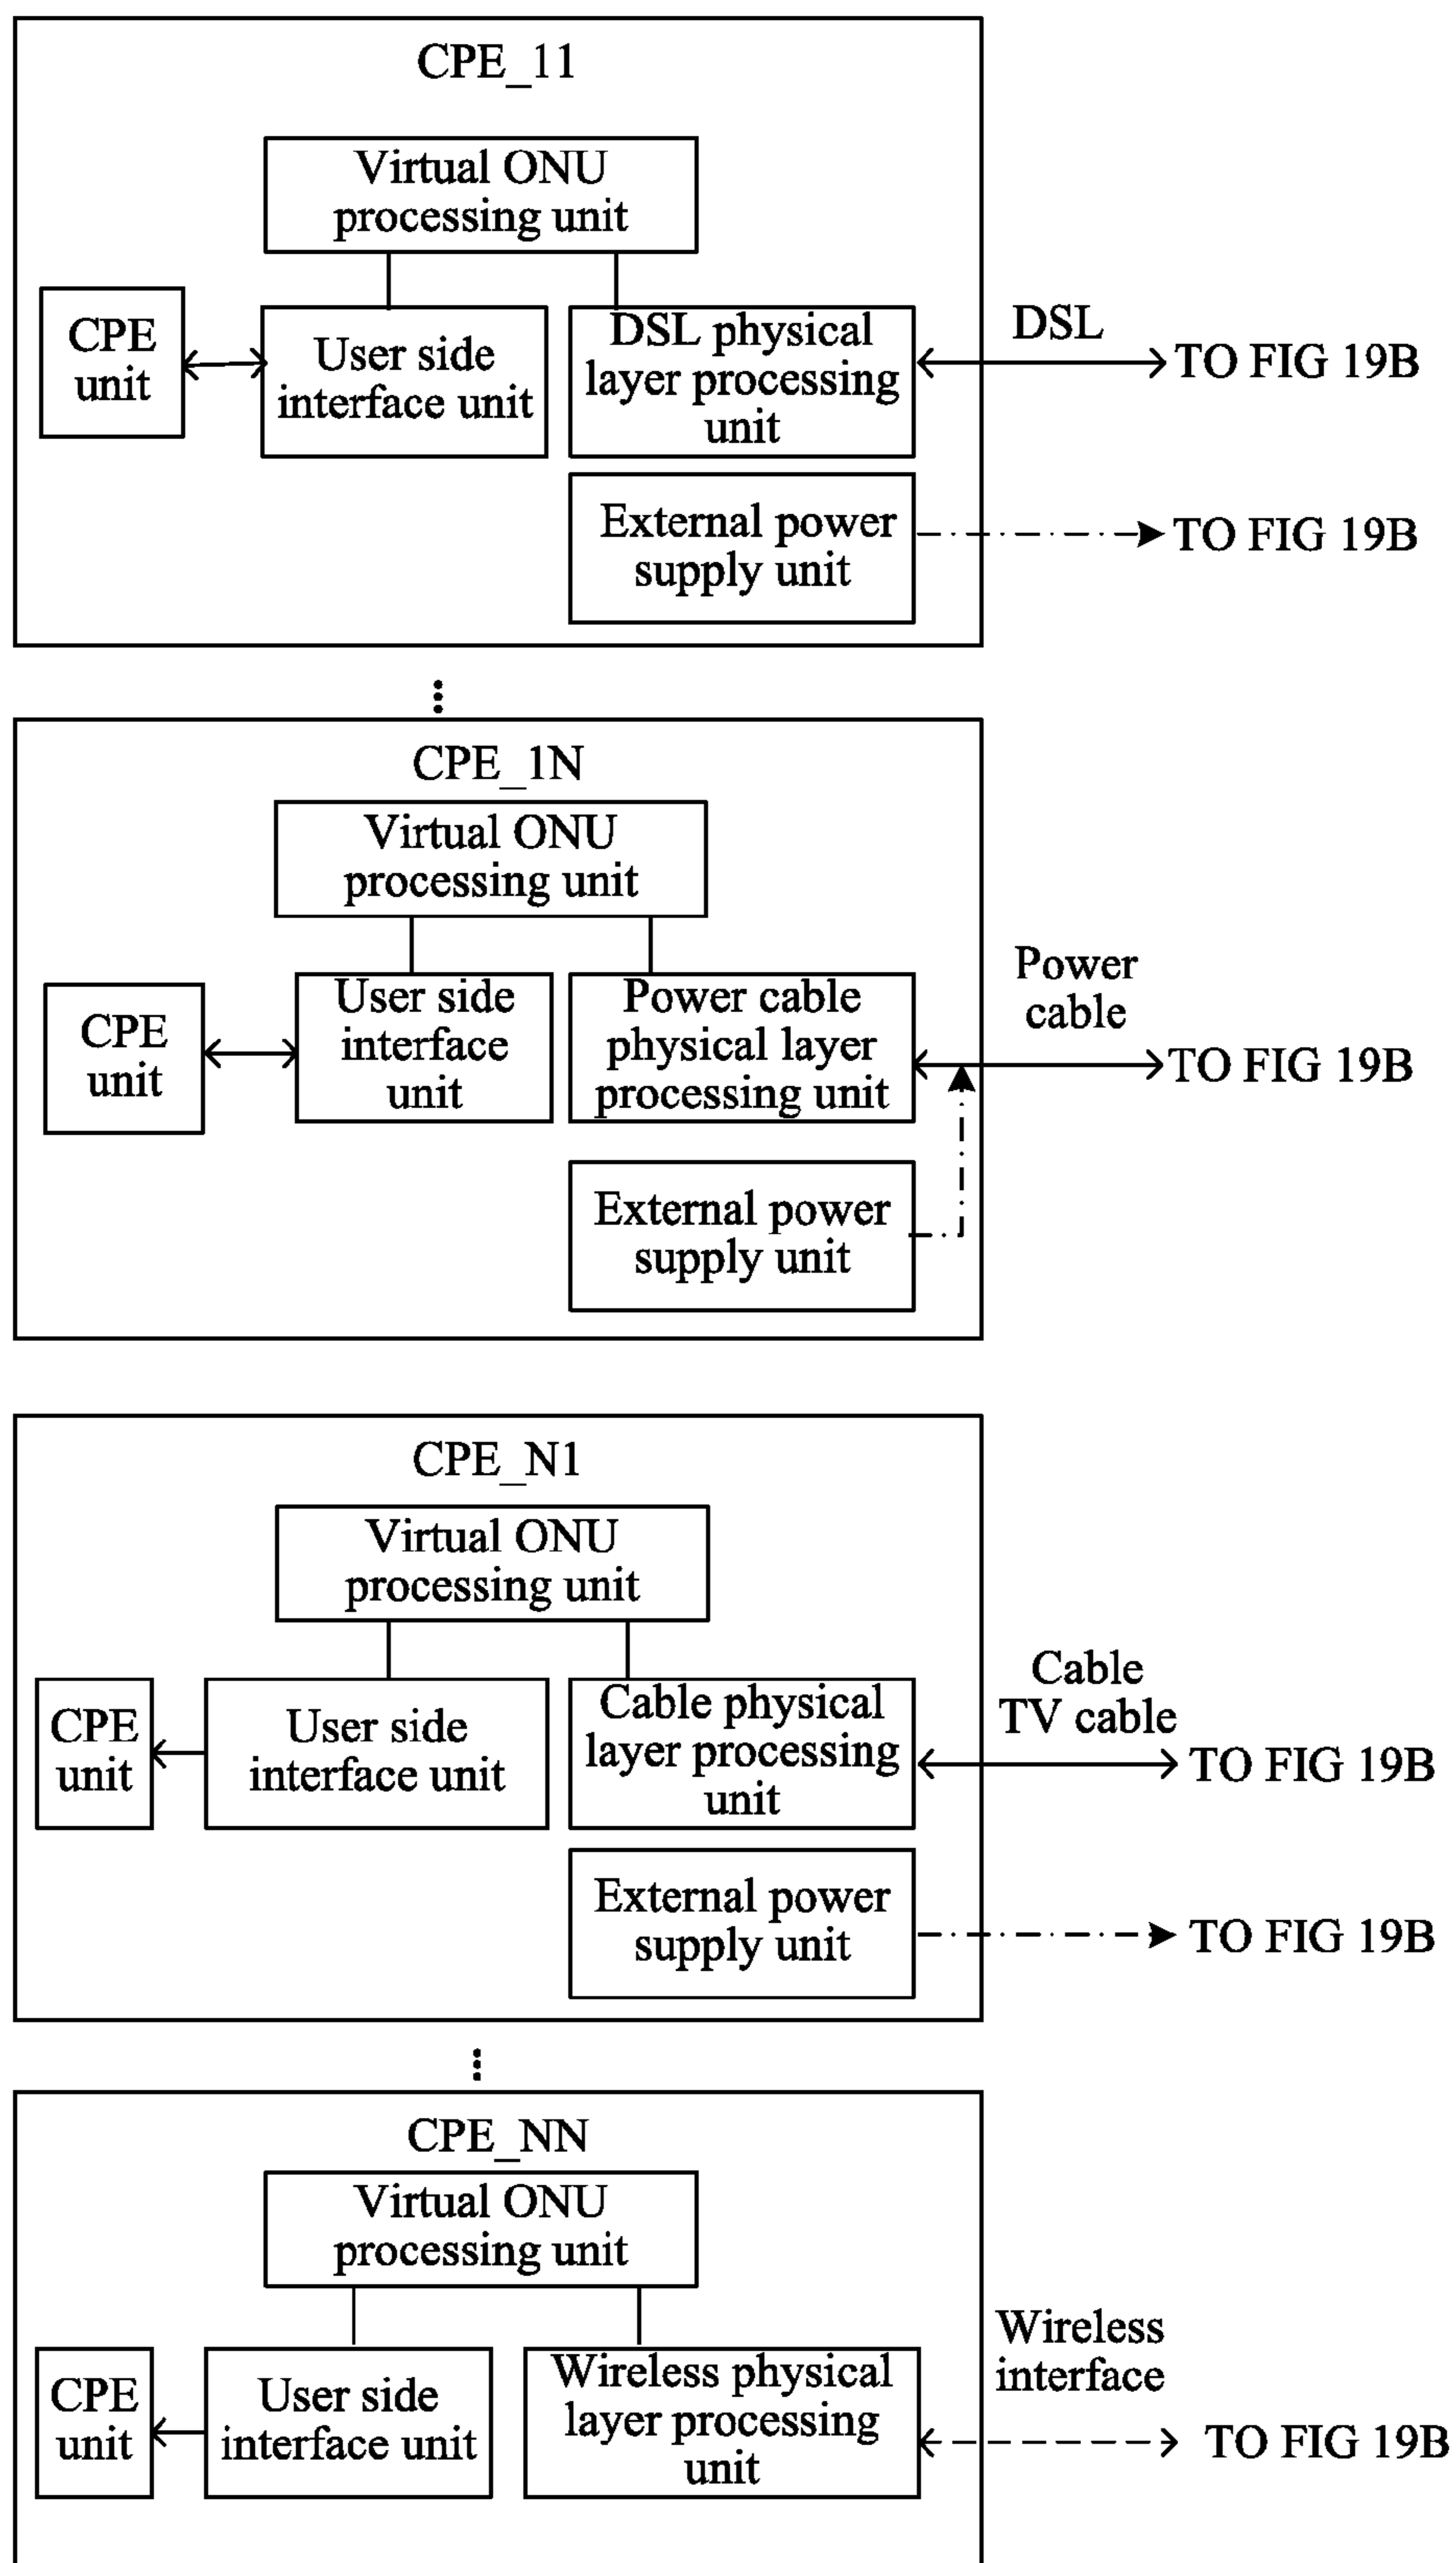 CPE_11
Virtual ONU
processing unit
CPE
unit
User side
interface unit
DSL physical
layer processing
unit
DSL
TO FIG 19B
External power
supply unit
TO FIG 19B
CPE_1N
Virtual ONU
processing unit
CPE
unit
User side
interface
unit
Power cable
physical layer
processing unit
Power
cable
TO FIG 19B
External power
supply unit
CPE_N1
Virtual ONU
processing unit
CPE
unit
User side
interface unit
Cable physical
layer processing
unit
Cable
TV cable
TO FIG 19B
External power
supply unit
TO FIG 19B
CPE_NN
Virtual ONU
processing unit
CPE
unit
User side
interface unit
Wireless physical
layer processing
unit
Wireless
interface
TO FIG 19B